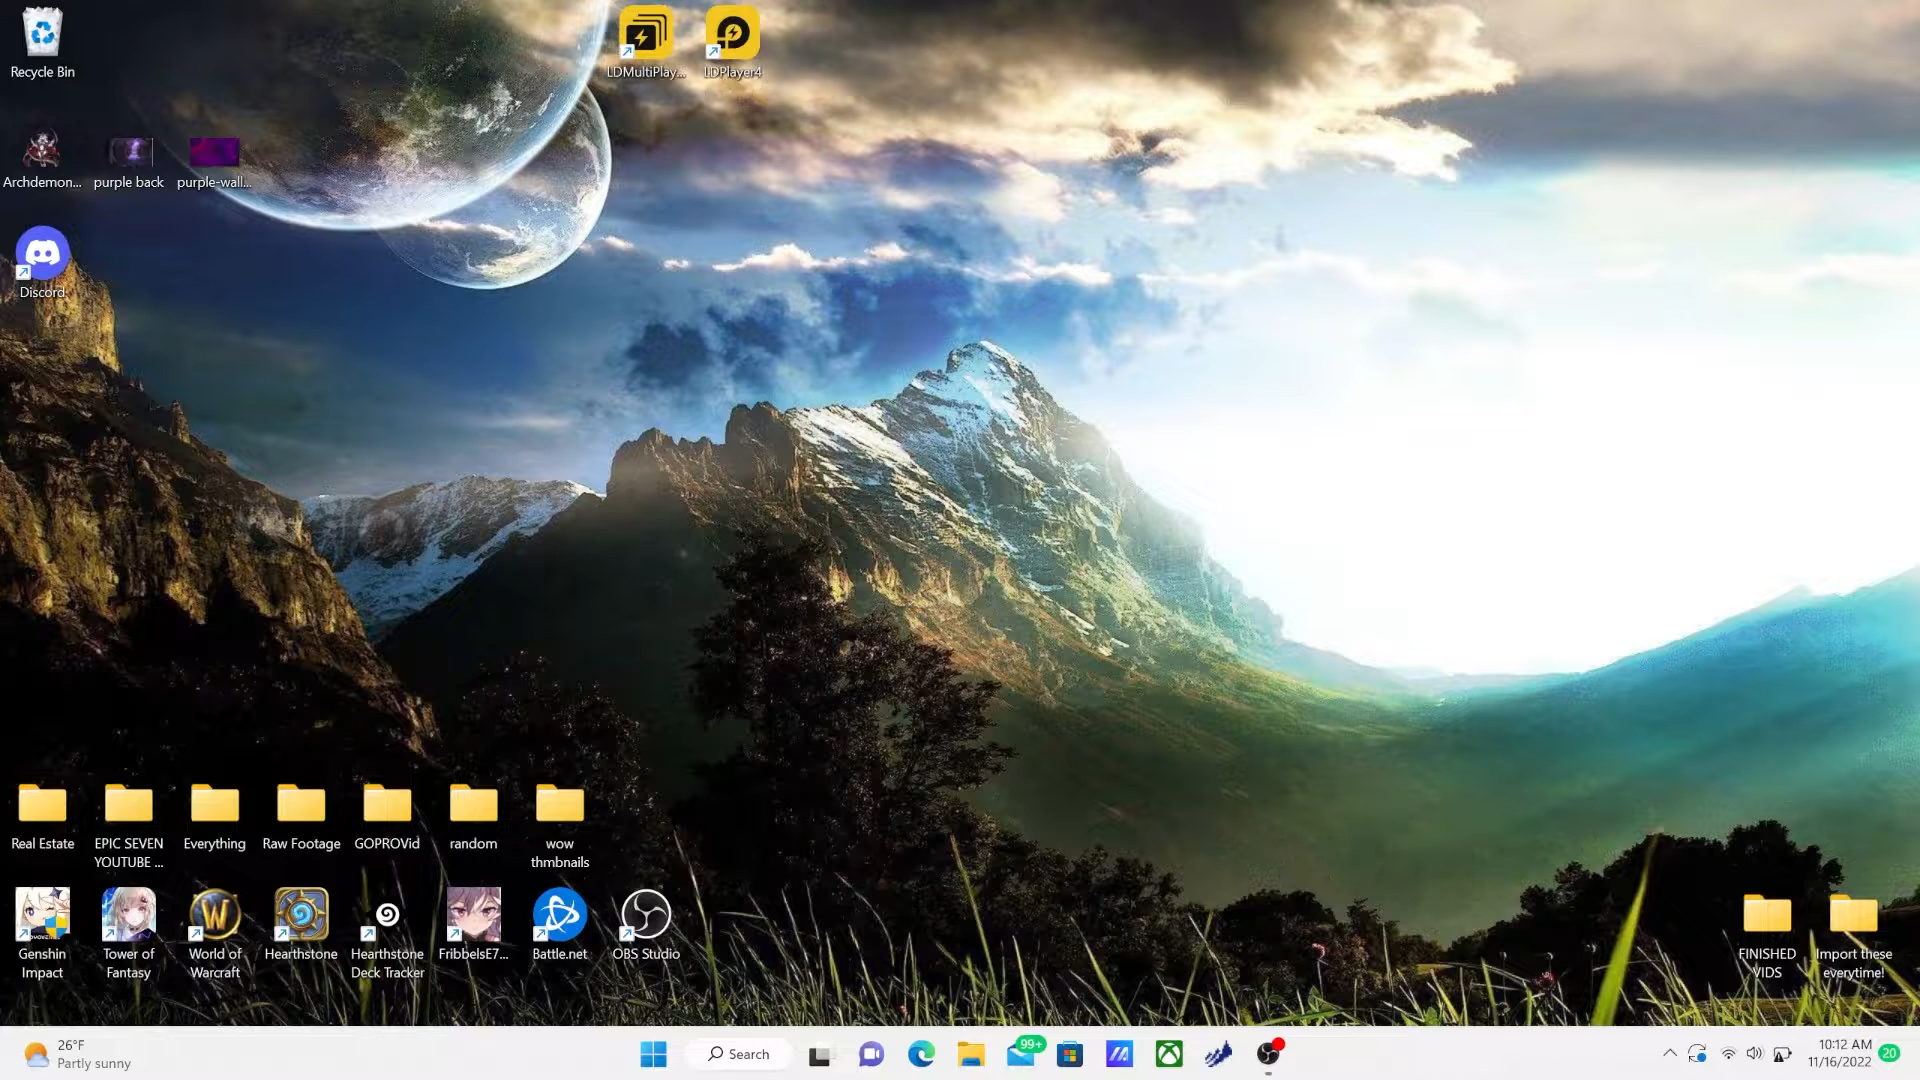 Recycle Bin
LDMultiPlay...
LDPlayer4
Archdemon...
purple back
purple-wall...
Discord
Real Estate
EPIC SEVEN
YOUTUBE ...
Everything
Raw Footage
GOPROVid
random
wow
thmbnails
Genshin
Impact
Tower of
Fantasy
World of
Warcraft
Hearthstone
Hearthstone
Deck Tracker
FribbelsE7...
Battle.net
OBS Studio
FINISHED
VIDS
Import these
everytime!
26°F
Partly sunny
Search
99+
10:12 AM
11/16/2022
20